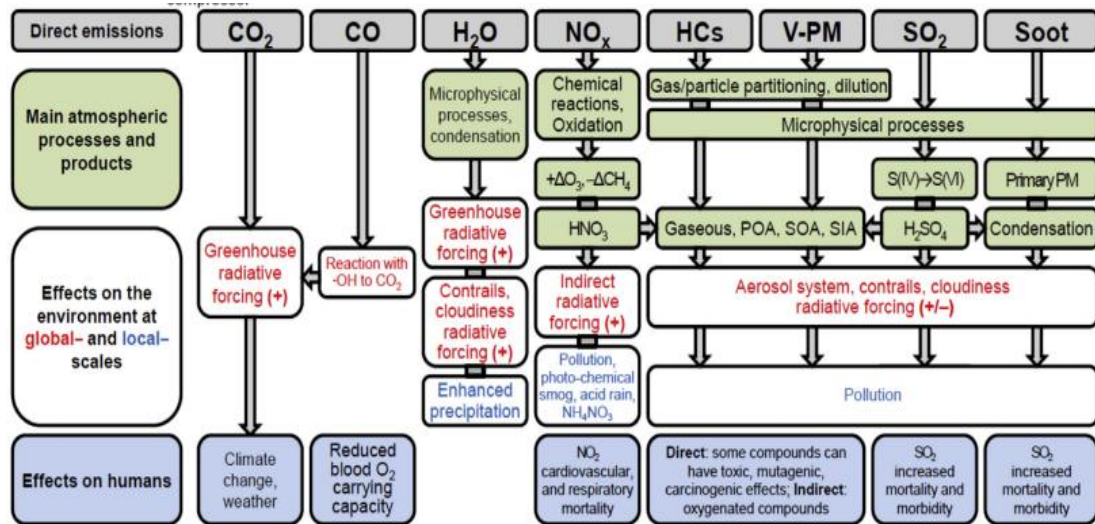 Direct emissions
CO2
CO
H2O
NOx
HCs
V-PM
SO2
Soot
Main atmospheric
processes and
products
Microphysical
processes,
condensation
Chemical
reactions,
Oxidation
Gas/particle partitioning, dilution
Microphysical processes
+ΔO3, −ΔCH4
S(IV)→S(VI)
Primary PM
HNO3
Gaseous, POA, SOA, SIA
H2SO4
Condensation
Effects on the
environment at
global– and local–
scales
Greenhouse
radiative
forcing (+)
Reaction with
·OH to CO2
Greenhouse
radiative
forcing (+)
Contrails,
cloudiness
radiative
forcing (+)
Enhanced
precipitation
Indirect
radiative
forcing (+)
Pollution,
photo-chemical
smog, acid rain,
NH4NO3
Aerosol system, contrails, cloudiness
radiative forcing (+/–)
Pollution
Effects on humans
Climate
change,
weather
Reduced
blood O2
carrying
capacity
NO2
cardiovascular,
and respiratory
mortality
Direct: some compounds can
have toxic, mutagenic,
carcinogenic effects; Indirect:
oxygenated compounds
SO2
increased
mortality and
morbidity
SO2
increased
mortality and
morbidity